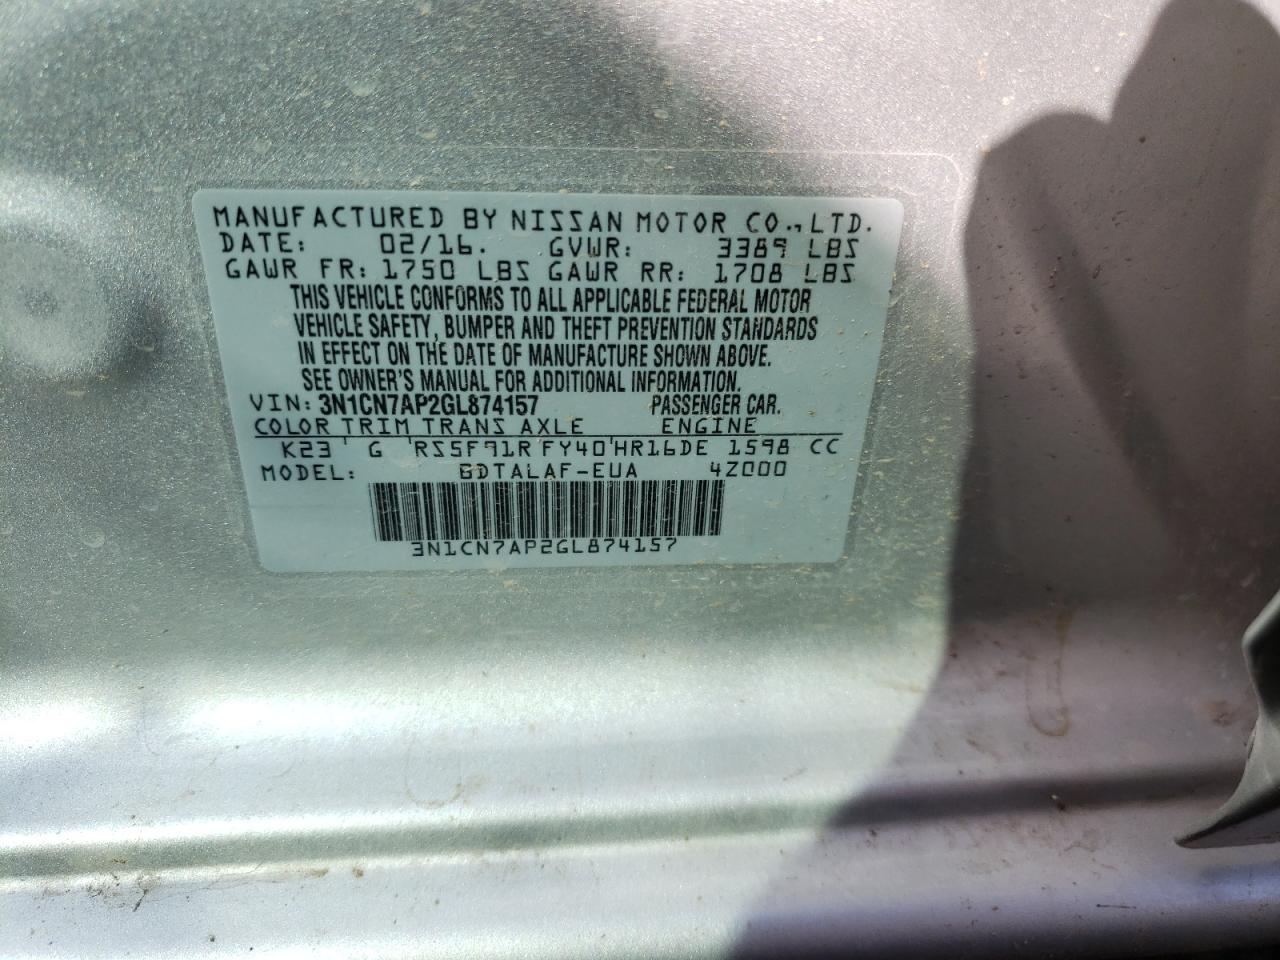 MANUFACTURED BY NISSAN MOTOR CO., LTD.
DATE: 02/16. GVWR: 3389 LBS
GAWR FR: 1750 LBS GAWR RR: 1708 LBS
THIS VEHICLE CONFORMS TO ALL APPLICABLE FEDERAL MOTOR
VEHICLE SAFETY, BUMPER AND THEFT PREVENTION STANDARDS
IN EFFECT ON THE DATE OF MANUFACTURE SHOWN ABOVE.
SEE OWNER'S MANUAL FOR ADDITIONAL INFORMATION.
VIN: 3N1CN7AP2GL874157 PASSENGER CAR.
COLOR TRIM TRANS AXLE ENGINE
K23 G RS5F91R FY40 HR16DE 1598 CC
MODEL: BDTALAF-EUA 4Z000
3N1CN7AP2GL874157